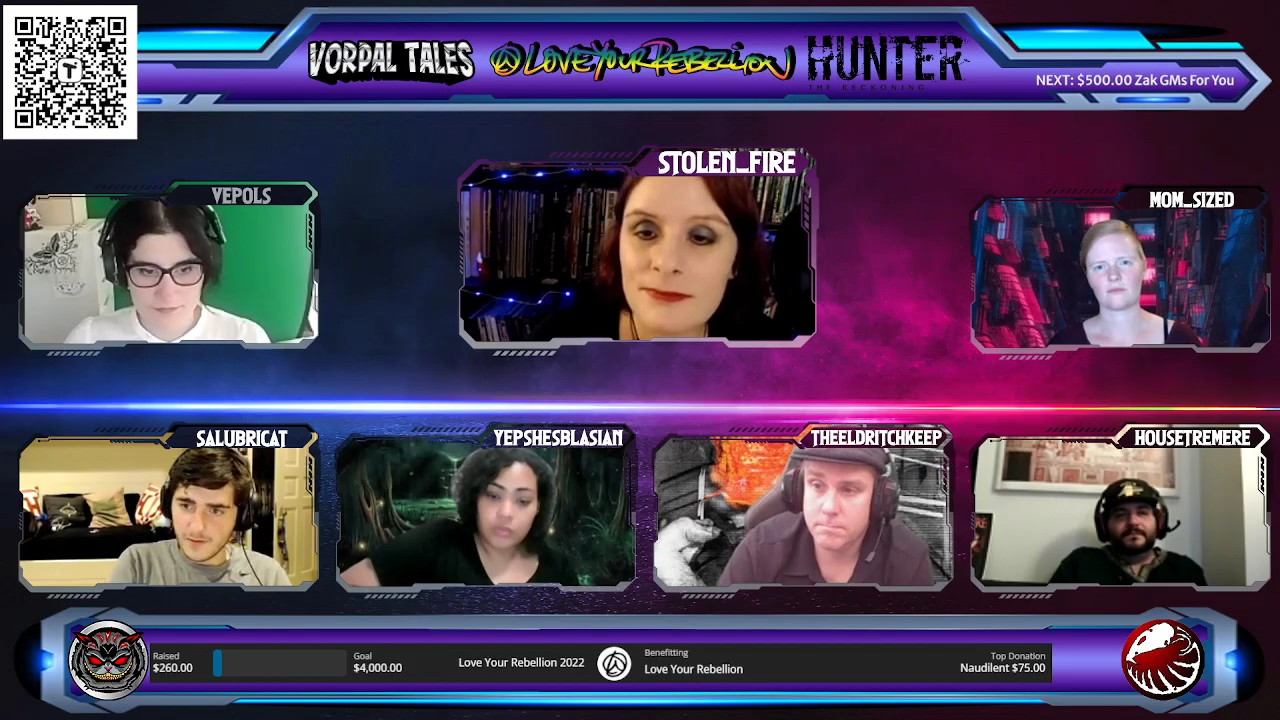 VORPAL TALES
@LOVEYOURREBELLION
HUNTER
THE RECKONING
NEXT: $500.00 Zak GMs For You
T
VEPOLS
STOLEN_FIRE
MOM_SIZED
SALUBRICAT
YEPSHESBLASIAN
THEELDRITCHKEEP
HOUSETREMERE
Raised
$260.00
Goal
$4,000.00
Love Your Rebellion 2022
Benefitting
Love Your Rebellion
Top Donation
Naudilent $75.00